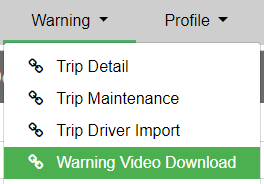 Warning Profile
Trip Detail
Trip Maintenance
Trip Driver Import
Warning Video Download